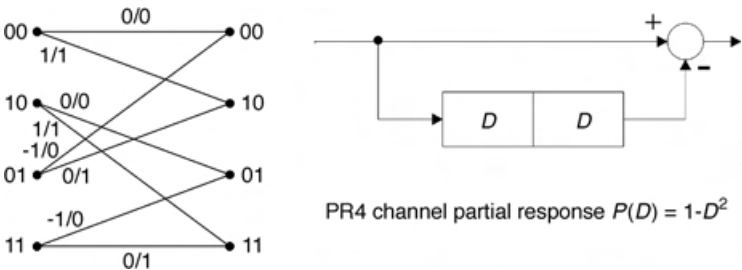 0/0
00 00
1/1
10 0/0 10
1/1
-1/0
01 0/1 01
-1/0
11 11
0/1
+
-
D D
PR4 channel partial response P(D) = 1-D²